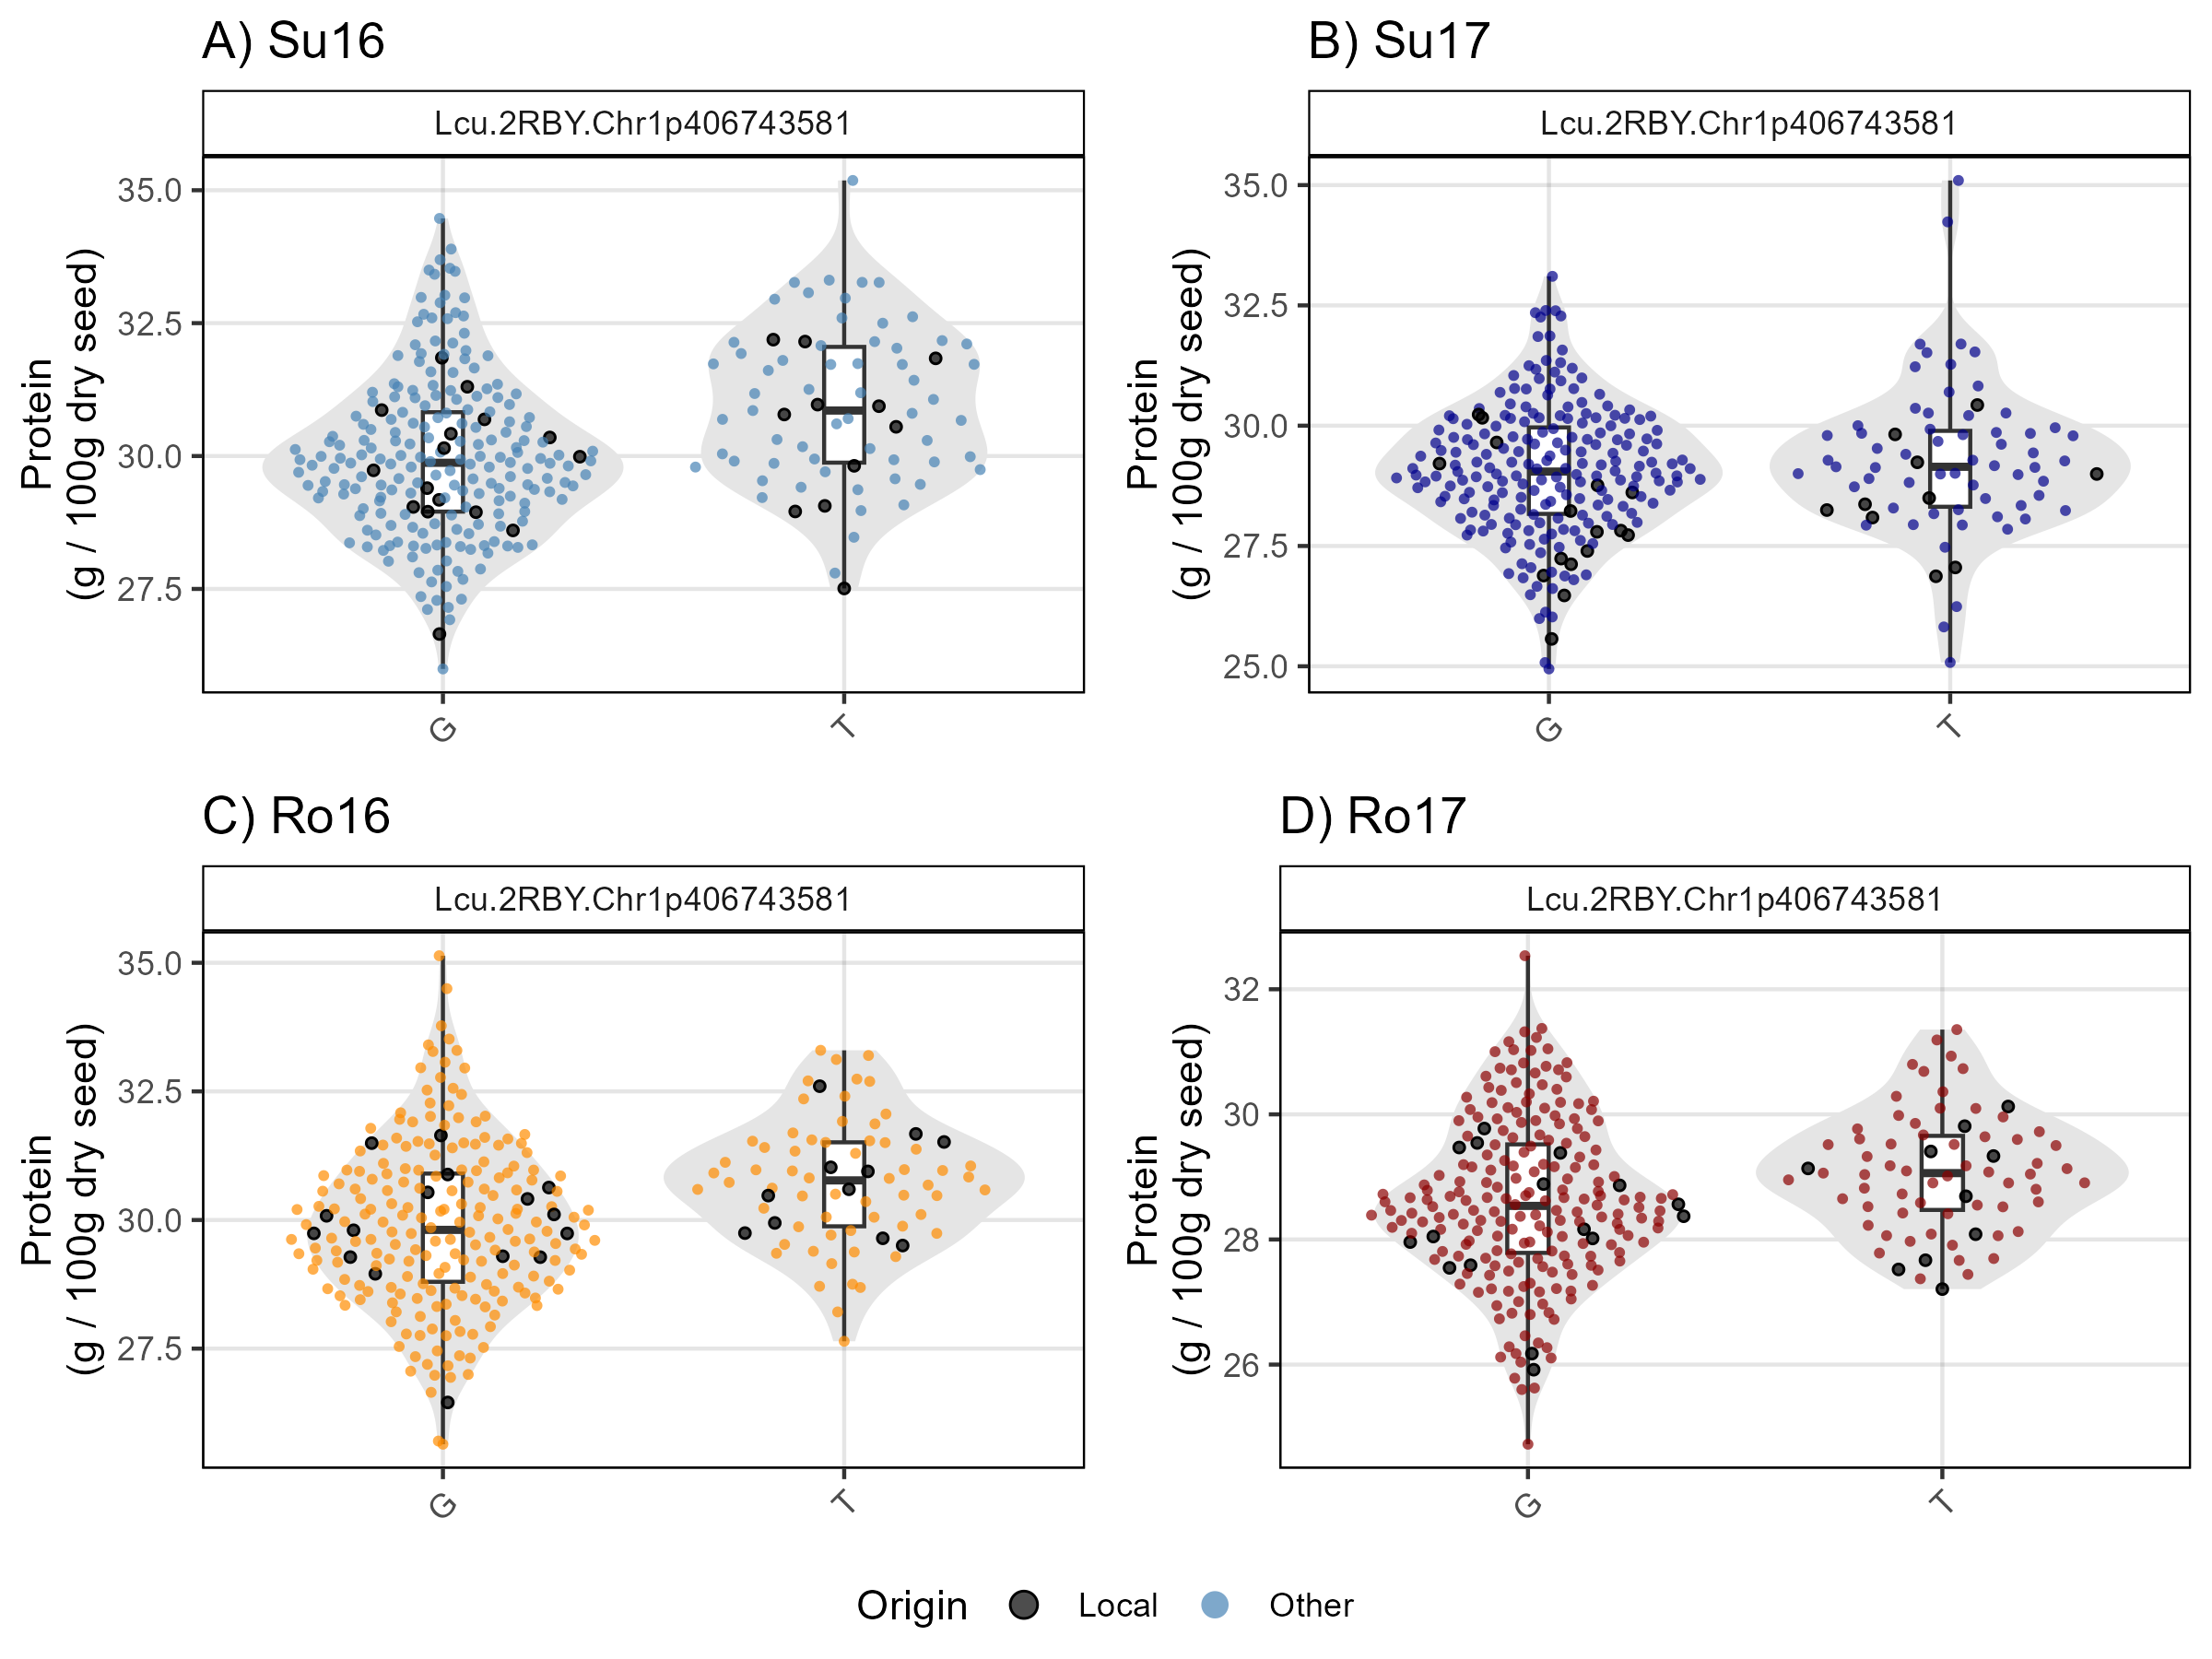 A) Su16
Lcu.2RBY.Chr1p406743581
Protein
(g / 100g dry seed)
35.0
32.5
30.0
27.5
G
T
B) Su17
Lcu.2RBY.Chr1p406743581
Protein
(g / 100g dry seed)
35.0
32.5
30.0
27.5
25.0
G
T
C) Ro16
Lcu.2RBY.Chr1p406743581
Protein
(g / 100g dry seed)
35.0
32.5
30.0
27.5
G
T
D) Ro17
Lcu.2RBY.Chr1p406743581
Protein
(g / 100g dry seed)
32
30
28
26
G
T
Origin Local Other